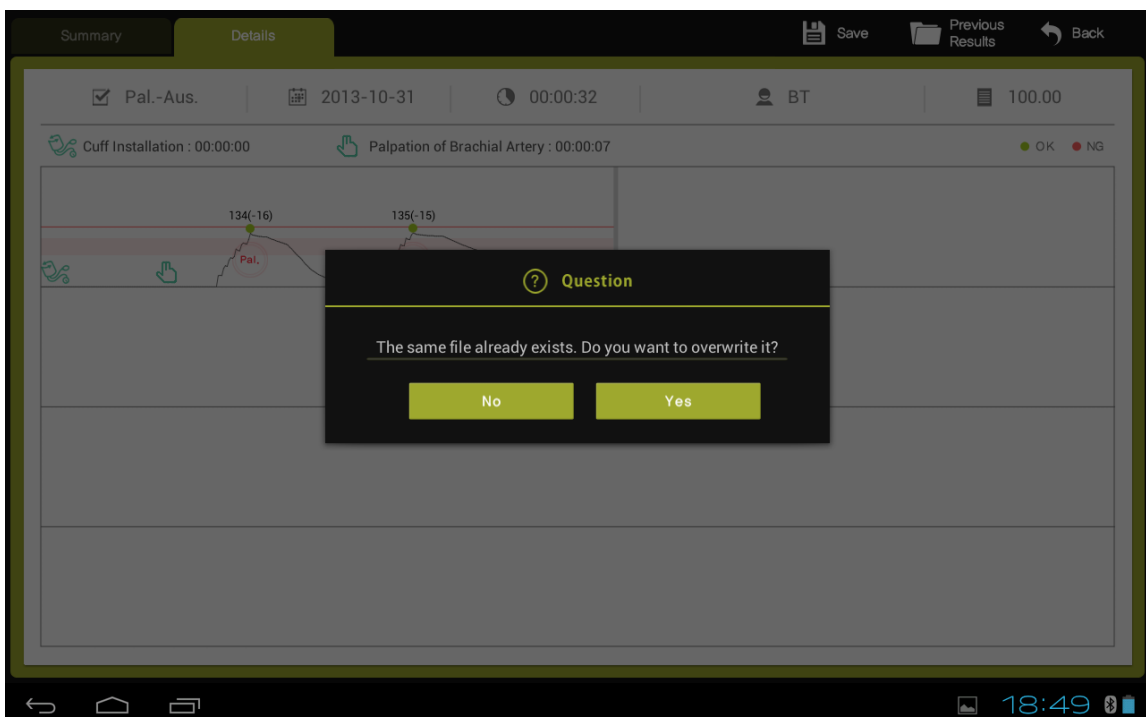 Summary
Details
Save
Previous
Results
Back
Pal.-Aus.
2013-10-31
00:00:32
BT
100.00
Cuff Installation : 00:00:00
Palpation of Brachial Artery : 00:00:07
OK
NG
134(-16)
135(-15)
Pal.
? Question
The same file already exists. Do you want to overwrite it?
No
Yes
18:49